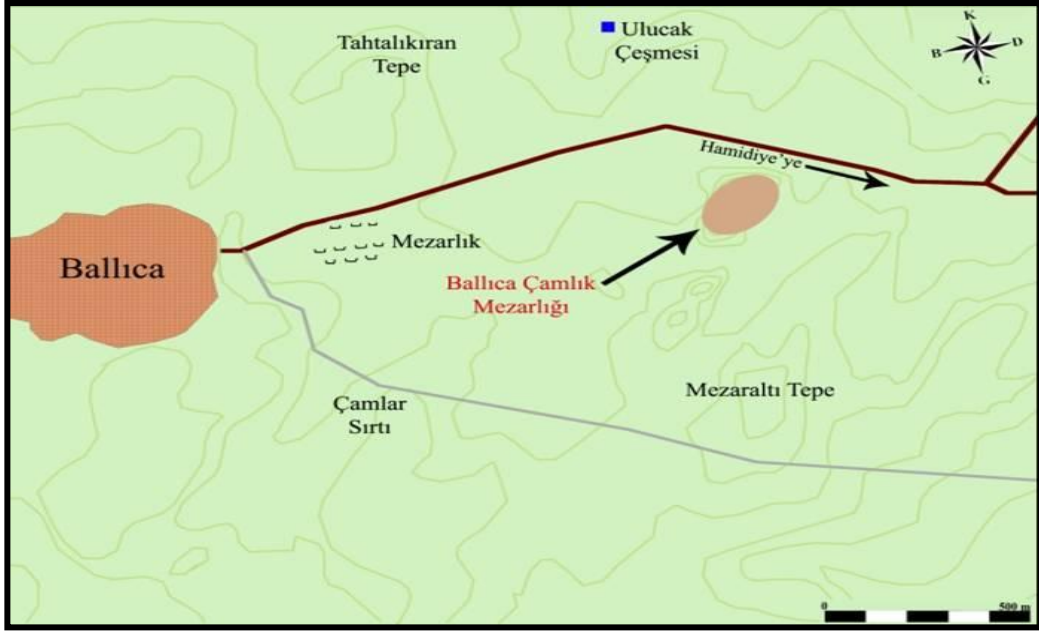 Tahtalıkıran
Tepe
Ulucak
Çeşmesi
K
B
D
G
Hamidiye'ye
Mezarlık
Ballıca
Ballıca Çamlık
Mezarlığı
Mezaraltı Tepe
Çamlar
Sırtı
0
500 m